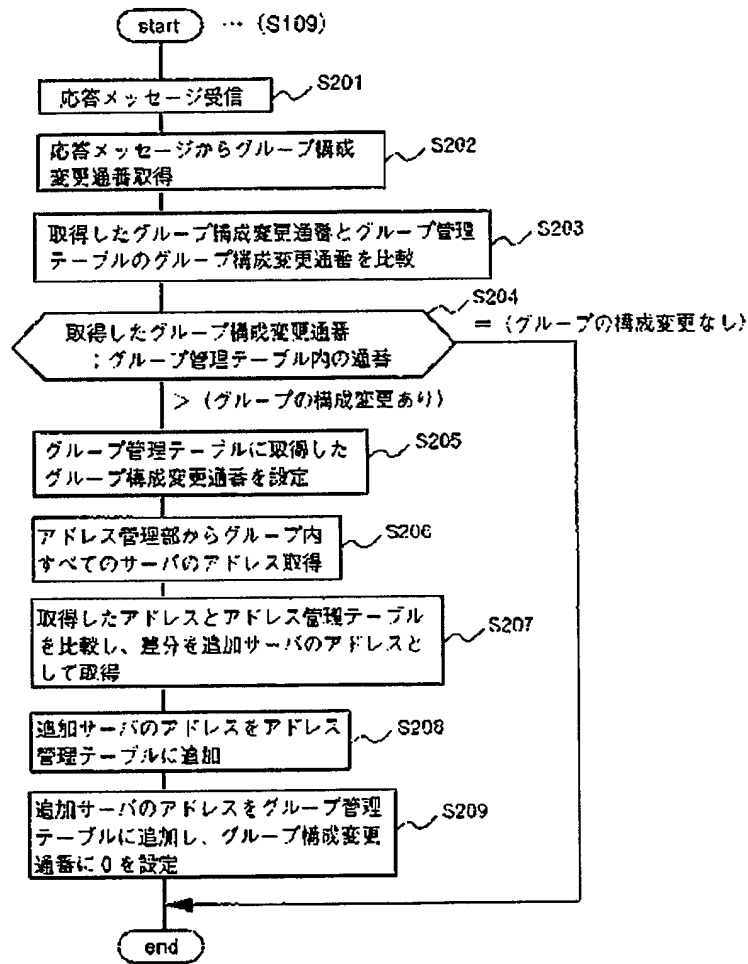 start … (S109)
応答メッセージ受信
S201
応答メッセージからグループ構成
変更通番取得
S202
取得したグループ構成変更通番とグループ管理
テーブルのグループ構成変更通番を比較
S203
S204
取得したグループ構成変更通番
：グループ管理テーブル内の通番
＝ (グループの構成変更なし)
＞ (グループの構成変更あり)
グループ管理テーブルに取得した
グループ構成変更通番を設定
S205
アドレス管理部からグループ内
すべてのサーバのアドレス取得
S206
取得したアドレスとアドレス管理テーブル
を比較し、差分を追加サーバのアドレスと
して取得
S207
追加サーバのアドレスをアドレス
管理テーブルに追加
S208
追加サーバのアドレスをグループ管理
テーブルに追加し、グループ構成変更
通番に0を設定
S209
end